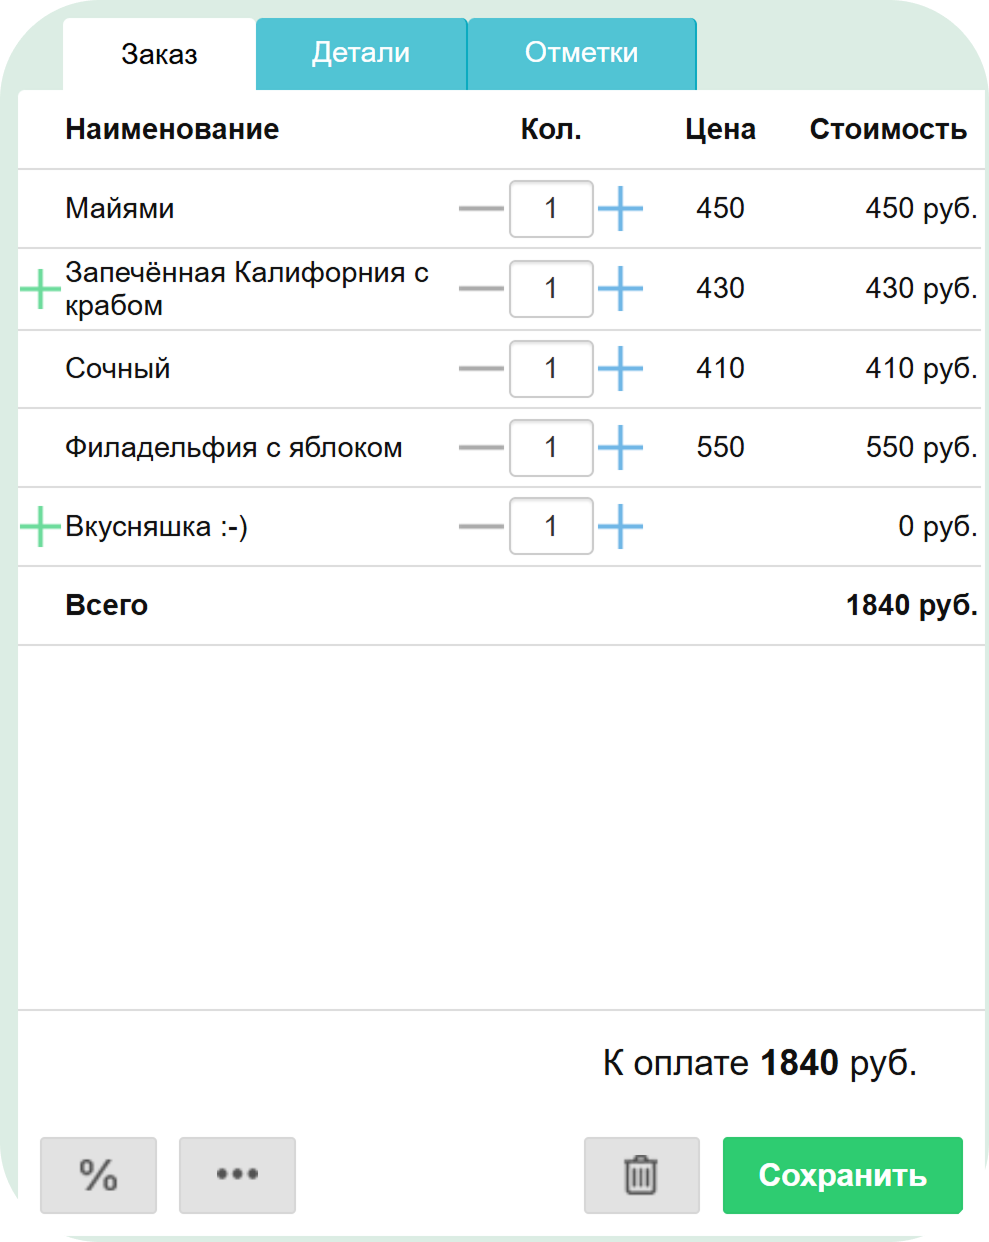 Заказ Детали Отметки
Наименование Кол. Цена Стоимость
Майями 1 450 450 руб.
Запечённая Калифорния с
крабом 1 430 430 руб.
Сочный 1 410 410 руб.
Филадельфия с яблоком 1 550 550 руб.
Вкусняшка :-) 1 0 руб.
Всего 1840 руб.
К оплате 1840 руб.
% ••• Сохранить